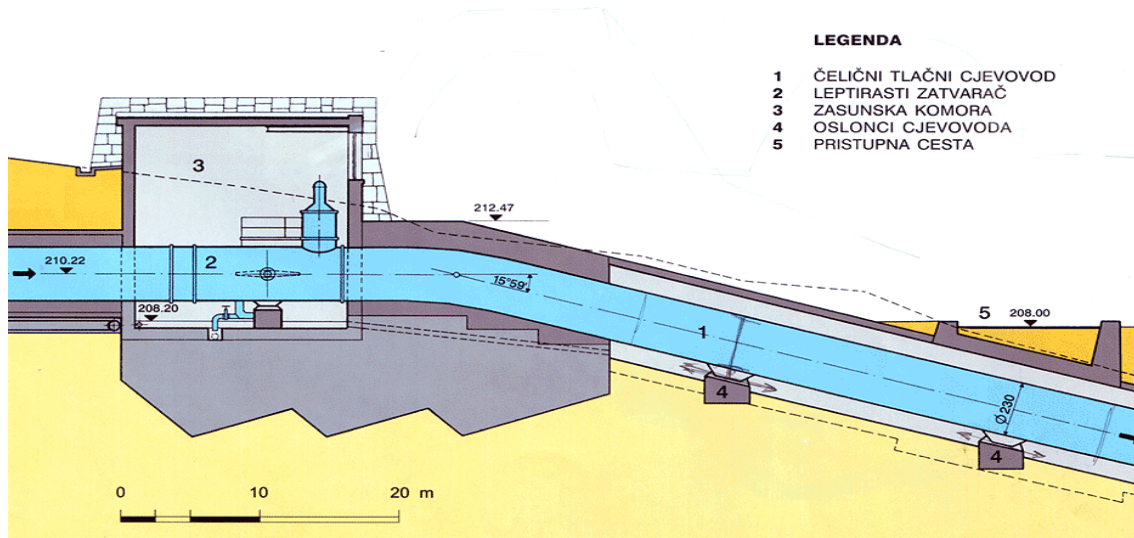 LEGENDA
1 ČELIČNI TLAČNI CJEVOVOD
2 LEPTIRASTI ZATVARAČ
3 ZASUNSKA KOMORA
4 OSLONCI CJEVOVODA
5 PRISTUPNA CESTA
3
212.47
210.22
2
15°59'
208.20
1
5
208.00
4
Ø230
4
0 10 20 m